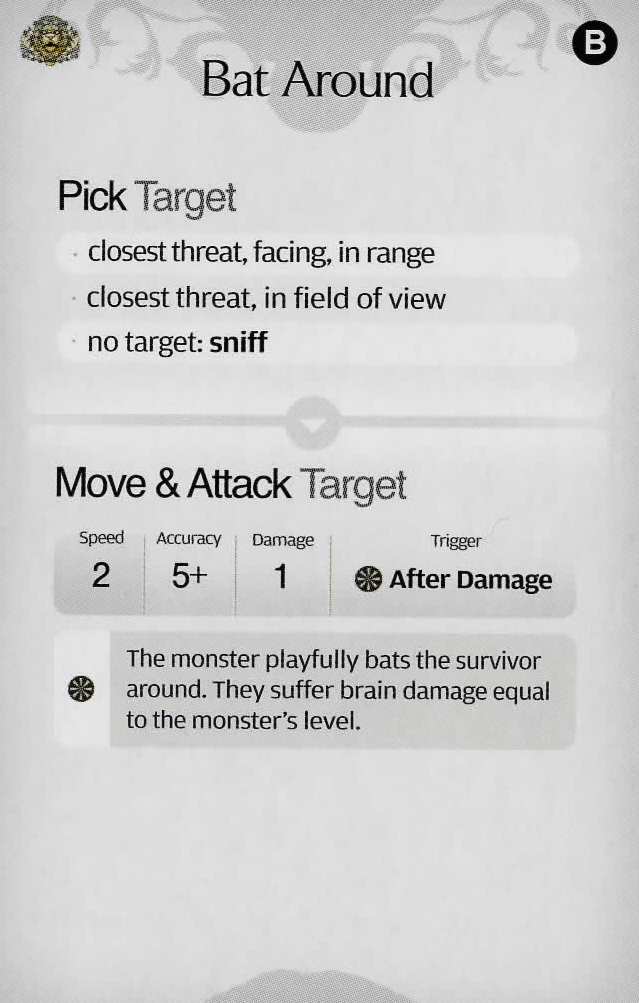 B
Bat Around
Pick Target
· closest threat, facing, in range
· closest threat, in field of view
· no target: sniff
Move & Attack Target
Speed Accuracy Damage Trigger
2 5+ 1 After Damage
The monster playfully bats the survivor
around. They suffer brain damage equal
to the monster's level.